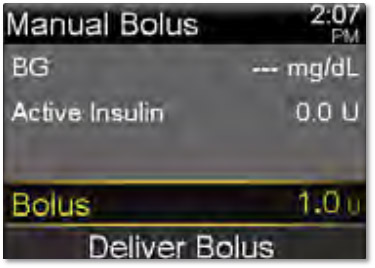 Manual Bolus 2:07 PM
BG --- mg/dL
Active Insulin 0.0 U
Bolus 1.0 U
Deliver Bolus